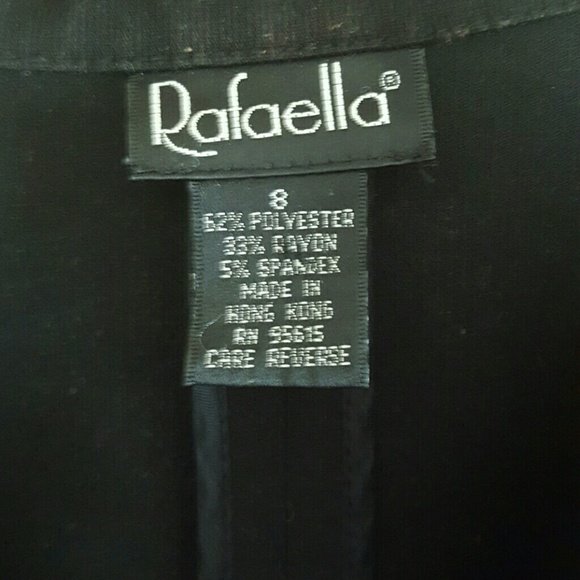 Rafaella®
8
62% POLYESTER
33% RAYON
5% SPANDEX
MADE IN
HONG KONG
RN 95615
CARE REVERSE